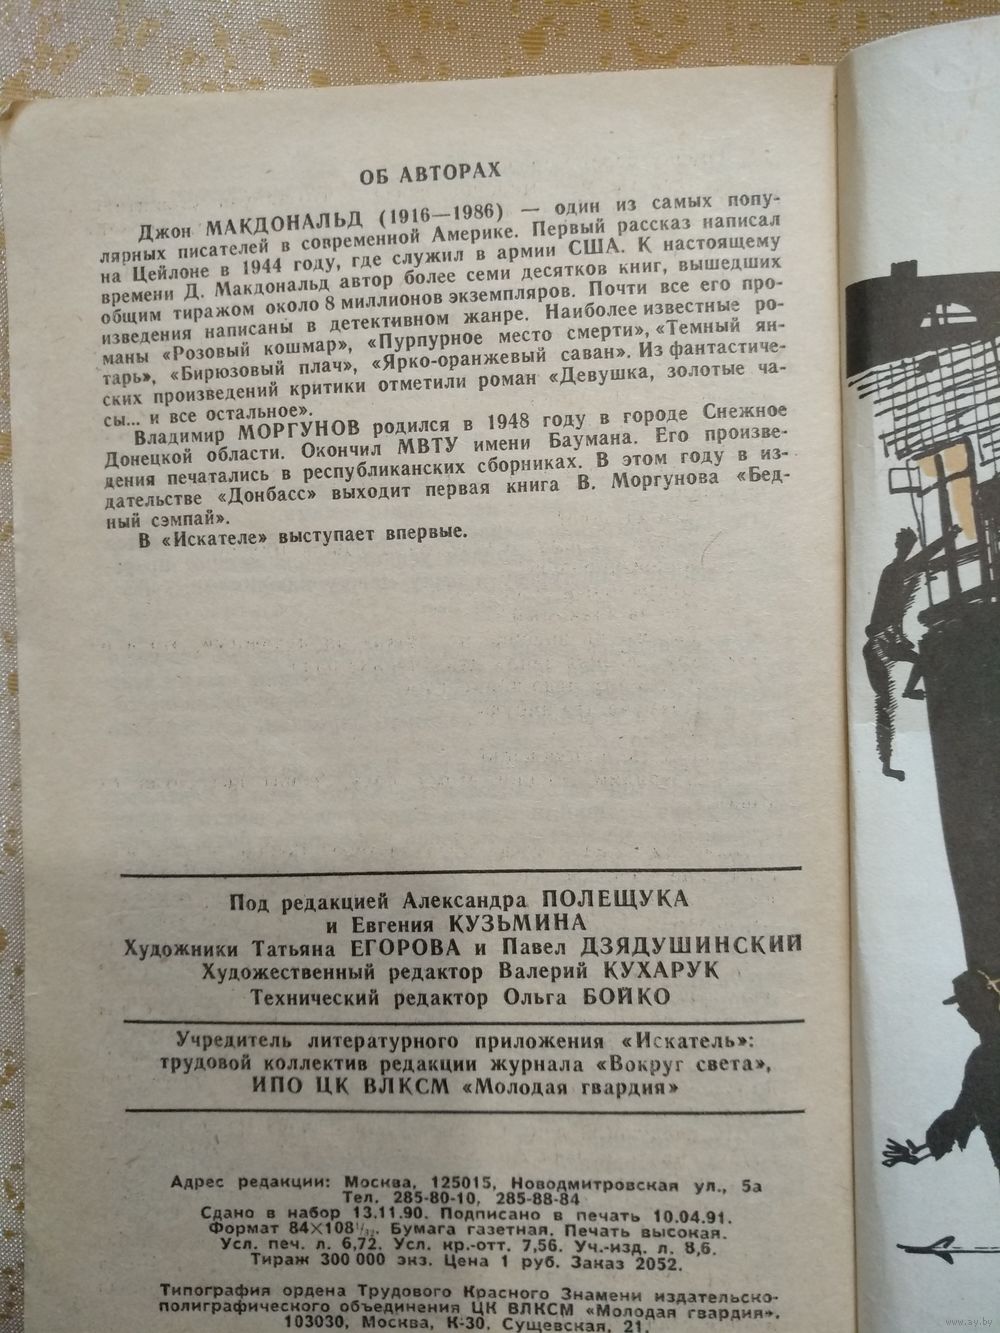 ОБ АВТОРАХ
Джон МАКДОНАЛЬД (1916—1986) — один из самых попу-
лярных писателей в современной Америке. Первый рассказ написал
на Цейлоне в 1944 году, где служил в армии США. К настоящему
времени Д. Макдональд автор более семи десятков книг, вышедших
общим тиражом около 8 миллионов экземпляров. Почти все его про-
изведения написаны в детективном жанре. Наиболее известные ро-
маны «Розовый кошмар», «Пурпурное место смерти», «Темный ян-
тарь», «Бирюзовый плач», «Ярко-оранжевый саван». Из фантастиче-
ских произведений критики отметили роман «Девушка, золотые ча-
сы... и все остальное».
Владимир МОРГУНОВ родился в 1948 году в городе Снежное
Донецкой области. Окончил МВТУ имени Баумана. Его произве-
дения печатались в республиканских сборниках. В этом году в из-
дательстве «Донбасс» выходит первая книга В. Моргунова «Бед-
ный сэмпай».
В «Искателе» выступает впервые.
Под редакцией Александра ПОЛЕЩУКА
и Евгения КУЗЬМИНА
Художники Татьяна ЕГОРОВА и Павел ДЗЯДУШИНСКИЙ
Художественный редактор Валерий КУХАРУК
Технический редактор Ольга БОЙКО
Учредитель литературного приложения «Искатель»:
трудовой коллектив редакции журнала «Вокруг света»,
ИПО ЦК ВЛКСМ «Молодая гвардия»
Адрес редакции: Москва, 125015, Новодмитровская ул., 5а
Тел. 285-80-10, 285-88-84
Сдано в набор 13.11.90. Подписано в печать 10.04.91.
Формат 84×108 1/32. Бумага газетная. Печать высокая.
Усл. печ. л. 6,72. Усл. кр.-отт. 7,56. Уч.-изд. л. 8,6.
Тираж 300 000 экз. Цена 1 руб. Заказ 2052.
Типография ордена Трудового Красного Знамени издательско-
полиграфического объединения ЦК ВЛКСМ «Молодая гвардия».
103030, Москва, К-30, Сущевская, 21.
www.ay.by